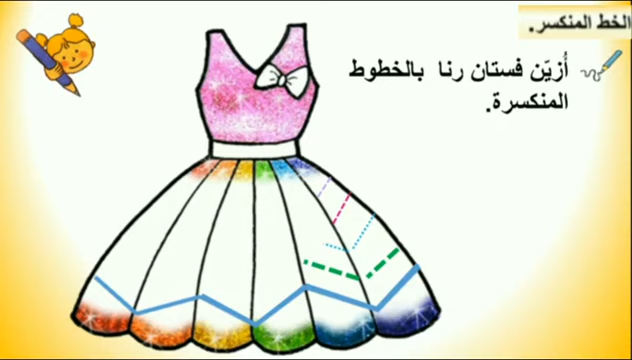 الخط المنكسر.
أُزيّن فستان رنا بالخطوط
المنكسرة.